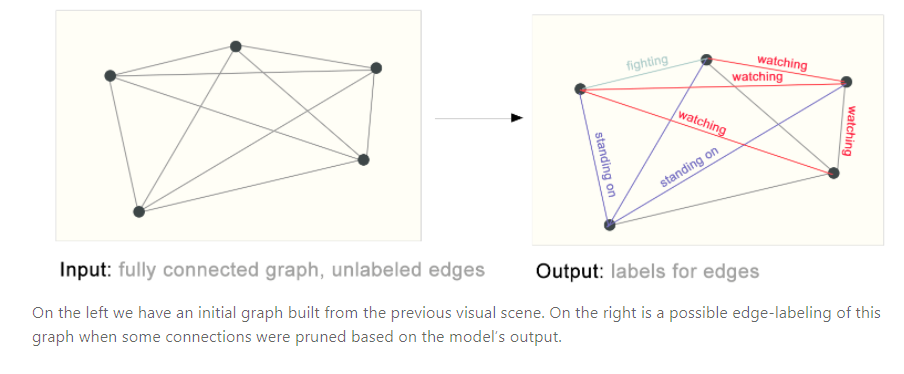 fighting
watching
watching
watching
watching
standing on
standing on
Input: fully connected graph, unlabeled edges
Output: labels for edges
On the left we have an initial graph built from the previous visual scene. On the right is a possible edge-labeling of this
graph when some connections were pruned based on the model’s output.